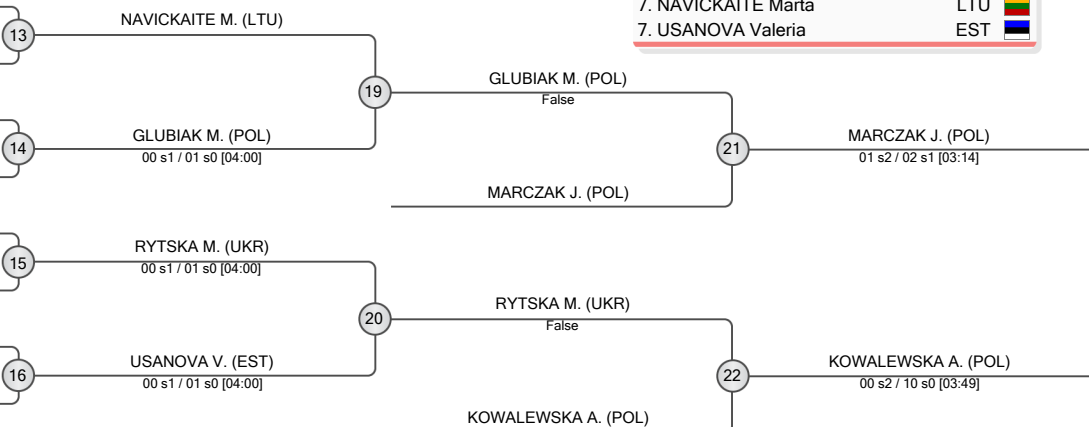 7. NAVICKAITE Marta LTU
7. USANOVA Valeria EST
13
NAVICKAITE M. (LTU)
19
GLUBIAK M. (POL)
False
14
GLUBIAK M. (POL)
00 s1 / 01 s0 [04:00]
21
MARCZAK J. (POL)
01 s2 / 02 s1 [03:14]
MARCZAK J. (POL)
15
RYTSKA M. (UKR)
00 s1 / 01 s0 [04:00]
20
RYTSKA M. (UKR)
False
16
USANOVA V. (EST)
00 s1 / 01 s0 [04:00]
22
KOWALEWSKA A. (POL)
00 s2 / 10 s0 [03:49]
KOWALEWSKA A. (POL)